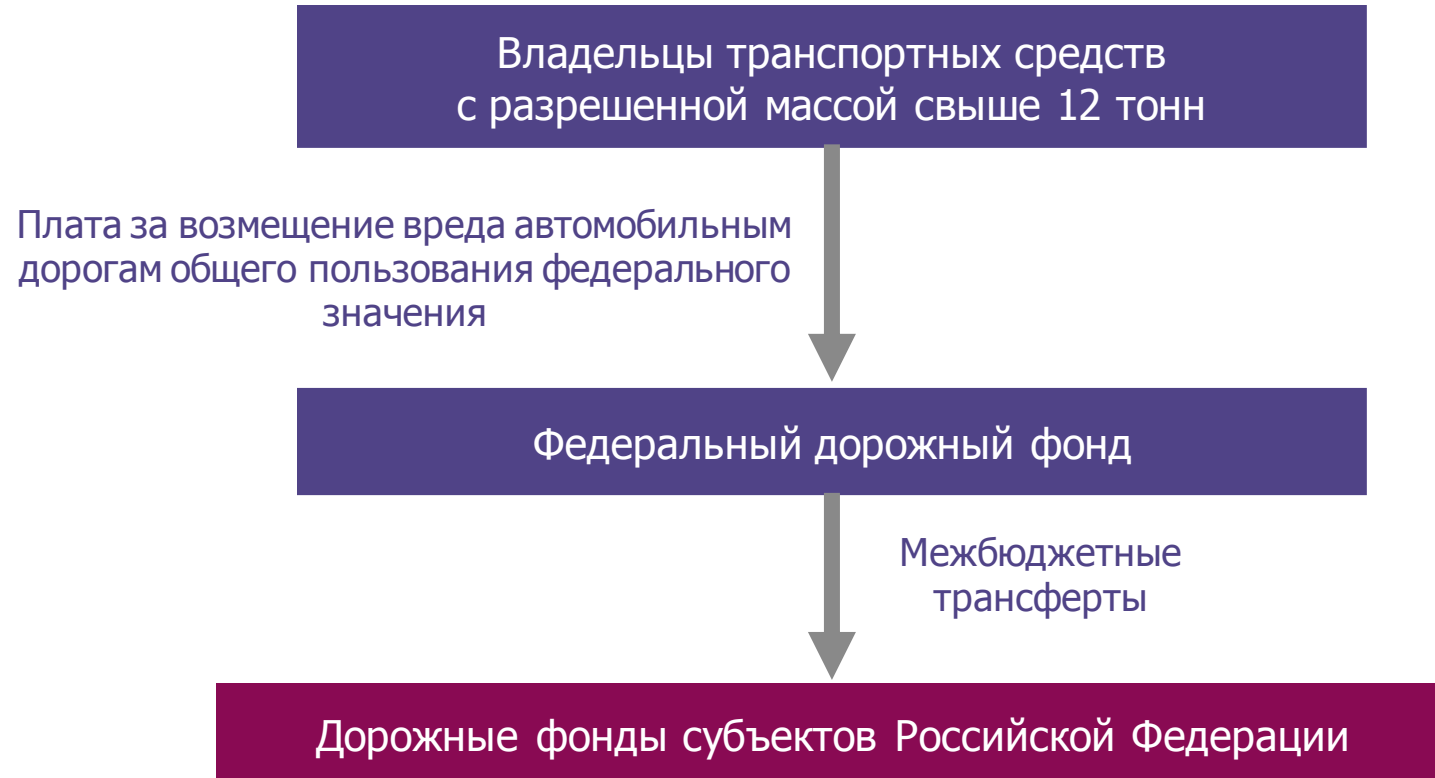 Владельцы транспортных средств
с разрешенной массой свыше 12 тонн
Плата за возмещение вреда автомобильным
дорогам общего пользования федерального
значения
Федеральный дорожный фонд
Межбюджетные
трансферты
Дорожные фонды субъектов Российской Федерации